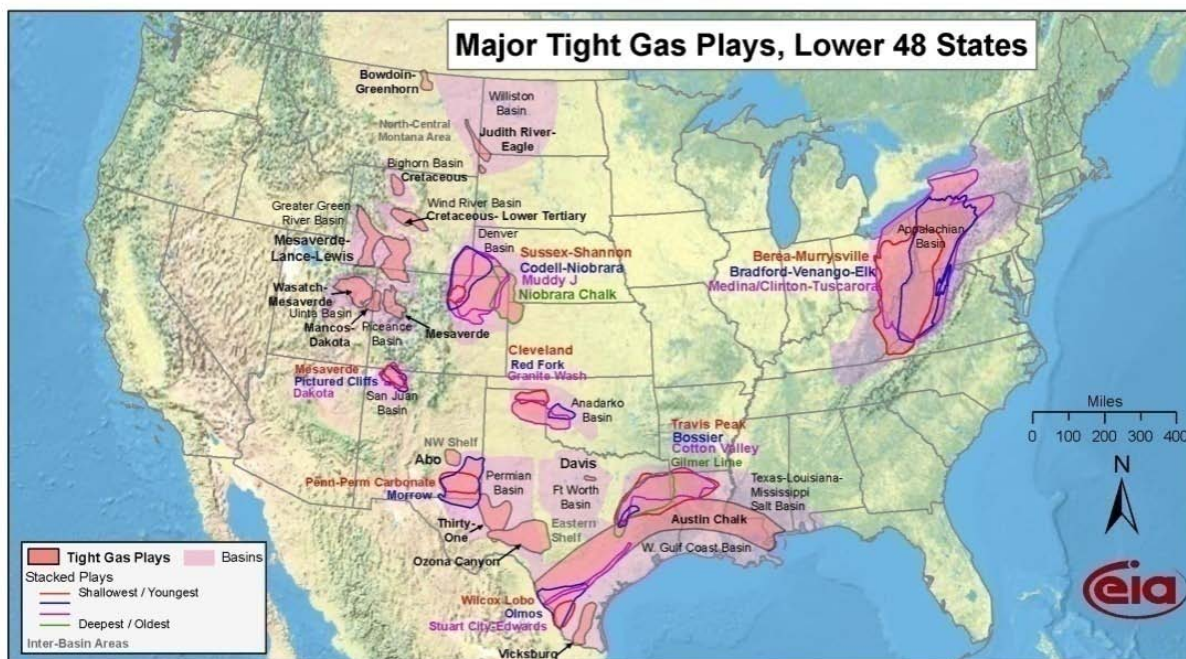 Major Tight Gas Plays, Lower 48 States
Bowdoin-
Greenhorn
Williston
Basin
North-Central
Montana Area
Judith River-
Eagle
Bighorn Basin
Cretaceous
Greater Green
River Basin
Wind River Basin
Cretaceous- Lower Tertiary
Mesaverde-
Lance-Lewis
Denver
Basin
Sussex-Shannon
Codell-Niobrara
Muddy J
Niobrara Chalk
Appalachian
Basin
Berea-Murrysville
Bradford-Venango-Elk
Medina/Clinton-Tuscarora
Wasatch-
Mesaverde
Uinta Basin
Mancos-
Dakota
Piceance
Basin
Mesaverde
Mesaverde
Pictured Cliffs
Dakota
San Juan
Basin
Cleveland
Red Fork
Granite Wash
Anadarko
Basin
Miles
0 100 200 300 400
N
Travis Peak
Bossier
Cotton Valley
Gilmer Lime
NW Shelf
Abo
Davis
Penn-Perm Carbonate
Morrow
Permian
Basin
Ft Worth
Basin
Texas-Louisiana-
Mississippi
Salt Basin
Thirty-
One
Eastern
Shelf
Austin Chalk
Ozona Canyon
W. Gulf Coast Basin
Wilcox Lobo
Olmos
Stuart City-Edwards
Vicksburg
Tight Gas Plays Basins
Stacked Plays
Shallowest / Youngest
Deepest / Oldest
Inter-Basin Areas
eia